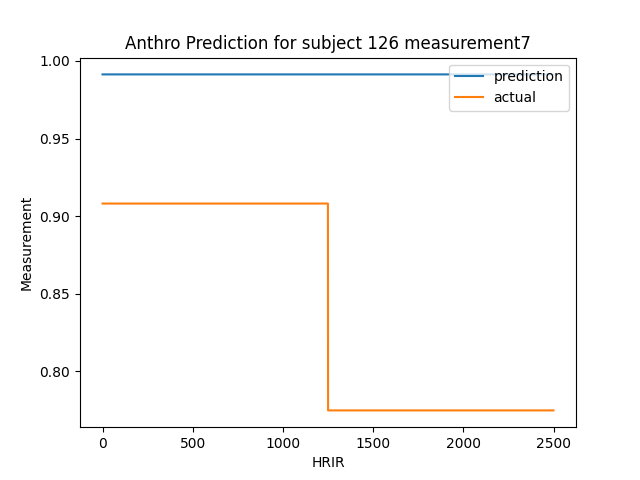 Anthro Prediction for subject 126 measurement7
1.00
0.95
0.90
0.85
0.80
Measurement
prediction
actual
0 500 1000 1500 2000 2500
HRIR